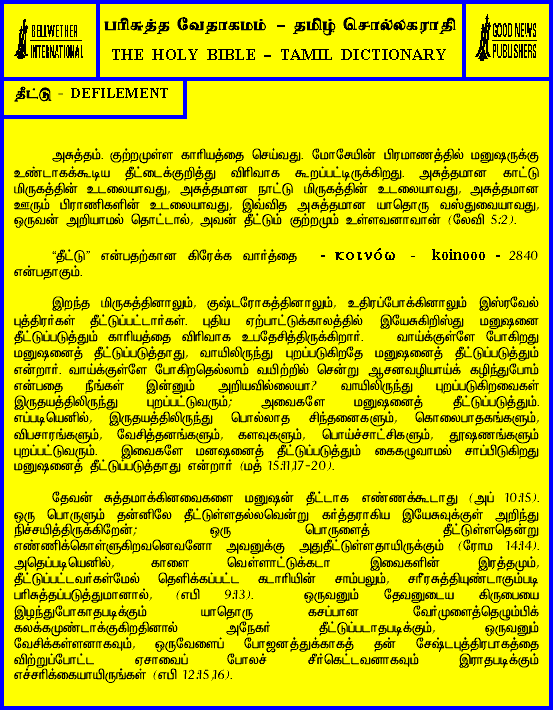 BELLWETHER
INTERNATIONAL
பரிசுத்த வேதாகமம் – தமிழ் சொல்லகராதி
THE HOLY BIBLE – TAMIL DICTIONARY
GOOD NEWS
PUBLISHERS
தீட்டு - DEFILEMENT
அசுத்தம். குற்றமுள்ள காரியத்தை செய்வது. மோசேயின் பிரமாணத்தில் மனுஷருக்கு
உண்டாகக்கூடிய தீட்டைக்குறித்து விரிவாக கூறப்பட்டிருக்கிறது. அசுத்தமான காட்டு
மிருகத்தின் உடலையாவது, அசுத்தமான நாட்டு மிருகத்தின் உடலையாவது, அசுத்தமான
ஊரும் பிராணிகளின் உடலையாவது, இவ்வித அசுத்தமான யாதொரு வஸ்துவையாவது,
ஒருவன் அறியாமல் தொட்டால், அவன் தீட்டும் குற்றமும் உள்ளவனாவான் (லேவி 5:2).
“தீட்டு” என்பதற்கான கிரேக்க வார்த்தை - κοινόω - koinooo - 2840
என்பதாகும்.
இறந்த மிருகத்தினாலும், குஷ்டரோகத்தினாலும், உதிரப்போக்கினாலும் இஸ்ரவேல்
புத்திரர்கள் தீட்டுப்பட்டார்கள். புதிய ஏற்பாட்டுக்காலத்தில் இயேசுகிறிஸ்து மனுஷனை
தீட்டுப்படுத்தும் காரியத்தை விரிவாக உபதேசித்திருக்கிறார். வாய்க்குள்ளே போகிறது
மனுஷனைத் தீட்டுப்படுத்தாது, வாயிலிருந்து புறப்படுகிறதே மனுஷனைத் தீட்டுப்படுத்தும்
என்றார். வாய்க்குள்ளே போகிறதெல்லாம் வயிற்றில் சென்று ஆசனவழியாய்க் கழிந்துபோம்
என்பதை நீங்கள் இன்னும் அறியவில்லையா? வாயிலிருந்து புறப்படுகிறவைகள்
இருதயத்திலிருந்து புறப்பட்டுவரும்; அவைகளே மனுஷனைத் தீட்டுப்படுத்தும்.
எப்படியெனில், இருதயத்திலிருந்து பொல்லாத சிந்தனைகளும், கொலைபாதகங்களும்,
விபசாரங்களும், வேசித்தனங்களும், களவுகளும், பொய்ச்சாட்சிகளும், தூஷணங்களும்
புறப்பட்டுவரும். இவைகளே மனஷனைத் தீட்டுப்படுத்தும் கைகழுவாமல் சாப்பிடுகிறது
மனுஷனைத் தீட்டுப்படுத்தாது என்றார் (மத் 15:11,17-20).
தேவன் சுத்தமாக்கினவைகளை மனுஷன் தீட்டாக எண்ணக்கூடாது (அப் 10:15).
ஒரு பொருளும் தன்னிலே தீட்டுள்ளதல்லவென்று கர்த்தராகிய இயேசுவுக்குள் அறிந்து
நிச்சயித்திருக்கிறேன்; ஒரு பொருளைத் தீட்டுள்ளதென்று
எண்ணிக்கொள்ளுகிறவனெவனோ அவனுக்கு அதுதீட்டுள்ளதாயிருக்கும் (ரோம 14:14).
அதெப்படியெனில், காளை வெள்ளாட்டுக்கடா இவைகளின் இரத்தமும்,
தீட்டுப்பட்டவர்கள்மேல் தெளிக்கப்பட்ட கடாரியின் சாம்பலும், சரீரசுத்தியுண்டாகும்படி
பரிசுத்தப்படுத்துமானால், (எபி 9:13). ஒருவனும் தேவனுடைய கிருபையை
இழந்துபோகாதபடிக்கும் யாதொரு கசப்பான வேர்முளைத்தெழும்பிக்
கலக்கமுண்டாக்குகிறதினால் அநேகர் தீட்டுப்படாதபடிக்கும், ஒருவனும்
வேசிக்கள்ளனாகவும், ஒருவேளைப் போஜனத்துக்காகத் தன் சேஷ்டபுத்திரபாகத்தை
விற்றுப்போட்ட ஏசாவைப் போலச் சீர்கெட்டவனாகவும் இராதபடிக்கும்
எச்சரிக்கையாயிருங்கள் (எபி 12:15,16).